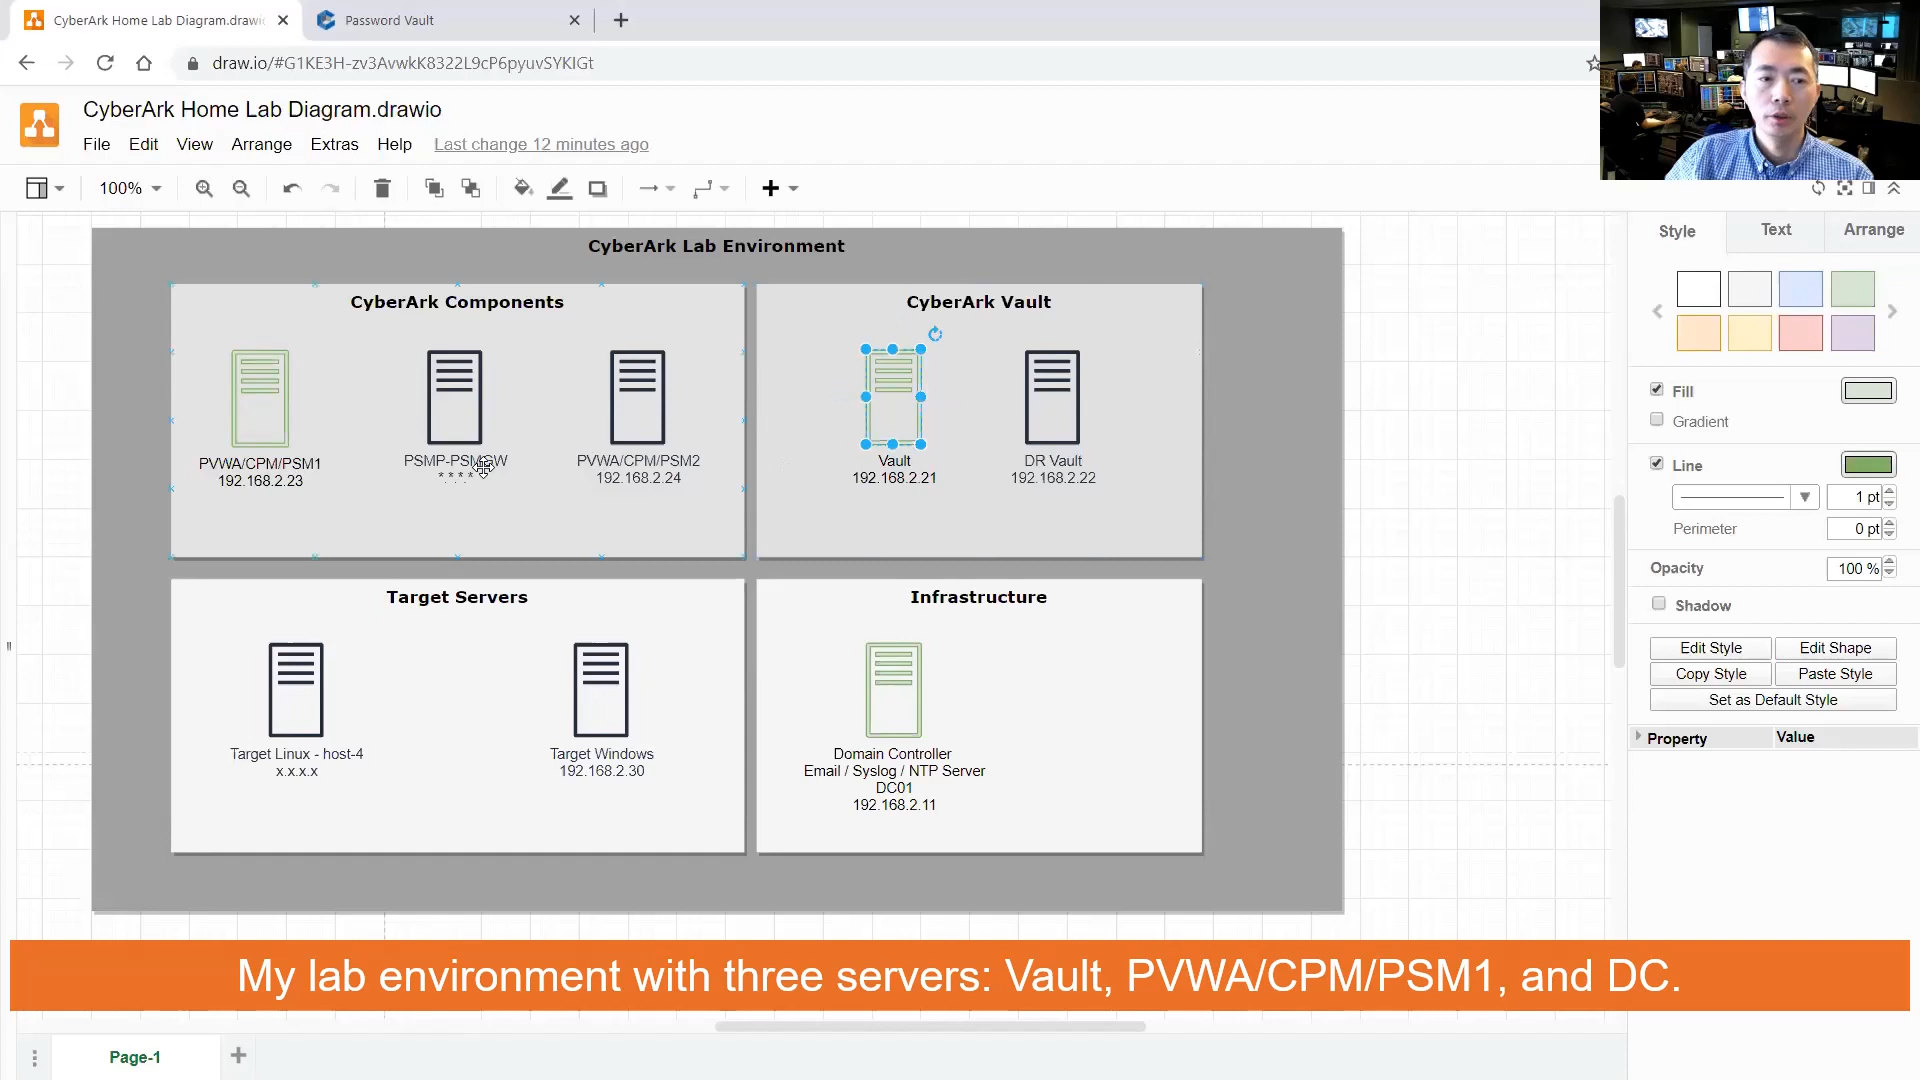 CyberArk Home Lab Diagram.drawio
Password Vault
draw.io/#G1KE3H-zv3AvwkK8322L9cP6pyuvSYKIGt
CyberArk Home Lab Diagram.drawio
File Edit View Arrange Extras Help Last change 12 minutes ago
100%
Style Text Arrange
CyberArk Lab Environment
CyberArk Components
PVWA/CPM/PSM1
192.168.2.23
PSMP-PSMGW
*.*.*.*
PVWA/CPM/PSM2
192.168.2.24
CyberArk Vault
Vault
192.168.2.21
DR Vault
192.168.2.22
Target Servers
Target Linux - host-4
x.x.x.x
Target Windows
192.168.2.30
Infrastructure
Domain Controller
Email / Syslog / NTP Server
DC01
192.168.2.11
Fill
Gradient
Line
1 pt
Perimeter 0 pt
Opacity 100 %
Shadow
Edit Style Edit Shape
Copy Style Paste Style
Set as Default Style
Property Value
My lab environment with three servers: Vault, PVWA/CPM/PSM1, and DC.
Page-1